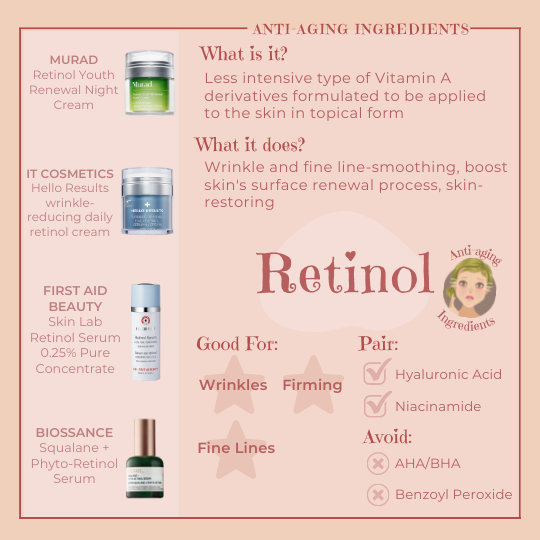 ANTI-AGING INGREDIENTS
MURAD
Retinol Youth
Renewal Night
Cream
Murad
IT COSMETICS
Hello Results
wrinkle-
reducing daily
retinol cream
HELLO RESULTS
FIRST AID
BEAUTY
Skin Lab
Retinol Serum
0.25% Pure
Concentrate
BIOSSANCE
Squalane +
Phyto-Retinol
Serum
What is it?
Less intensive type of Vitamin A
derivatives formulated to be applied
to the skin in topical form
What it does?
Wrinkle and fine line-smoothing, boost
skin's surface renewal process, skin-
restoring
Retinol
Anti-aging
Ingredients
Good For:
Wrinkles
Firming
Fine Lines
Pair:
Hyaluronic Acid
Niacinamide
Avoid:
AHA/BHA
Benzoyl Peroxide